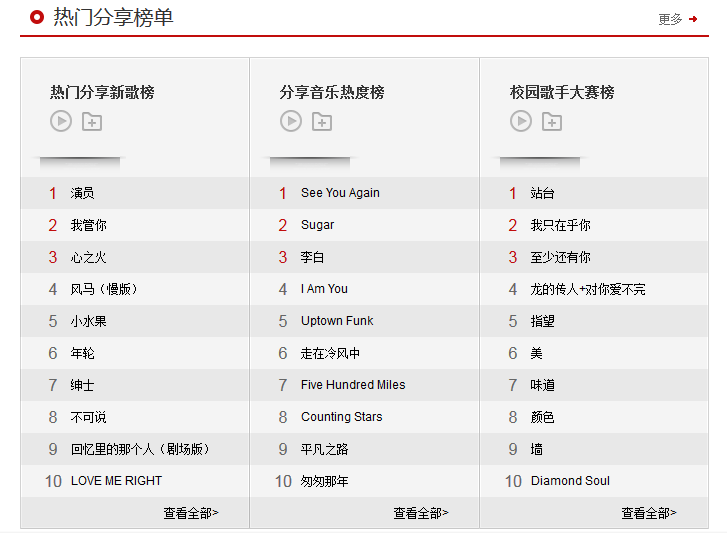 热门分享榜单
更多
热门分享新歌榜
1 演员
2 我管你
3 心之火
4 风马（慢版）
5 小水果
6 年轮
7 绅士
8 不可说
9 回忆里的那个人（剧场版）
10 LOVE ME RIGHT
查看全部>
分享音乐热度榜
1 See You Again
2 Sugar
3 李白
4 I Am You
5 Uptown Funk
6 走在冷风中
7 Five Hundred Miles
8 Counting Stars
9 平凡之路
10 匆匆那年
查看全部>
校园歌手大赛榜
1 站台
2 我只在乎你
3 至少还有你
4 龙的传人+对你爱不完
5 指望
6 美
7 味道
8 颜色
9 墙
10 Diamond Soul
查看全部>